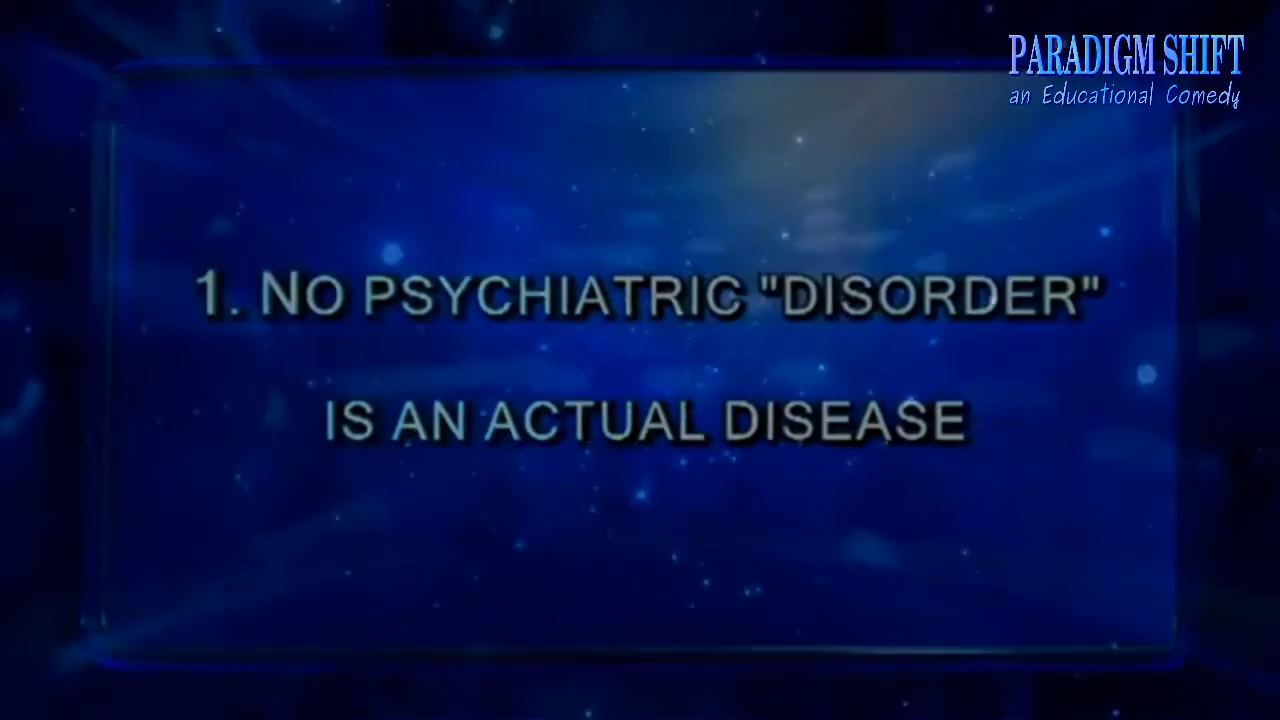 PARADIGM SHIFT
an Educational Comedy
1. NO PSYCHIATRIC "DISORDER"
IS AN ACTUAL DISEASE